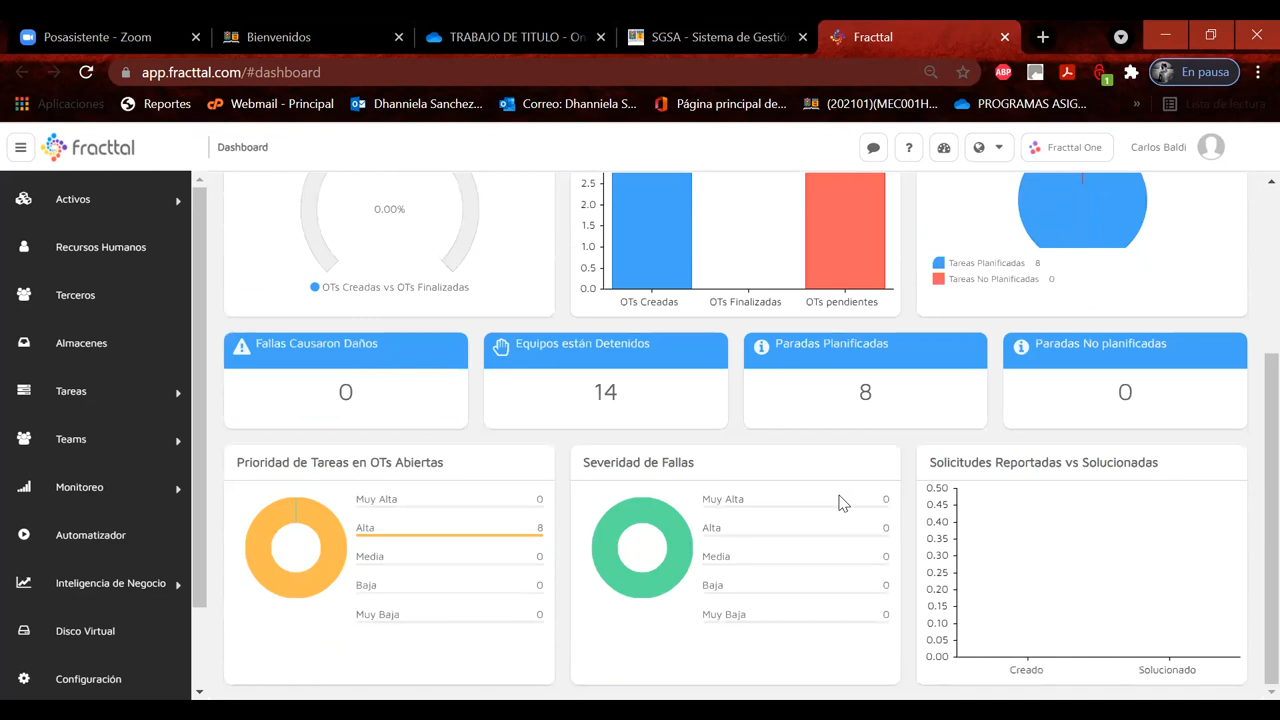 Posasistente - Zoom
Bienvenidos
TRABAJO DE TITULO - On
SGSA - Sistema de Gestió
Fracttal
app.fracttal.com/#dashboard
ABP
1
En pausa
Aplicaciones
Reportes
Webmail - Principal
Dhanniela Sanchez...
Correo: Dhanniela S...
Página principal de...
(202101)(MEC001H...
PROGRAMAS ASIG...
»
Lista de lectura
fracttal
Dashboard
?
Fracttal One
Carlos Baldi
Activos
Recursos Humanos
Terceros
Almacenes
Tareas
Teams
Monitoreo
Automatizador
Inteligencia de Negocio
Disco Virtual
Configuración
0.00%
OTs Creadas vs OTs Finalizadas
2.5
2.0
1.5
1.0
0.5
0.0
OTs Creadas
OTs Finalizadas
OTs pendientes
Tareas Planificadas 8
Tareas No Planificadas 0
Fallas Causaron Daños
0
Equipos están Detenidos
14
Paradas Planificadas
8
Paradas No planificadas
0
Prioridad de Tareas en OTs Abiertas
Muy Alta 0
Alta 8
Media 0
Baja 0
Muy Baja 0
Severidad de Fallas
Muy Alta 0
Alta 0
Media 0
Baja 0
Muy Baja 0
Solicitudes Reportadas vs Solucionadas
0.50
0.45
0.40
0.35
0.30
0.25
0.20
0.15
0.10
0.05
0.00
Creado
Solucionado